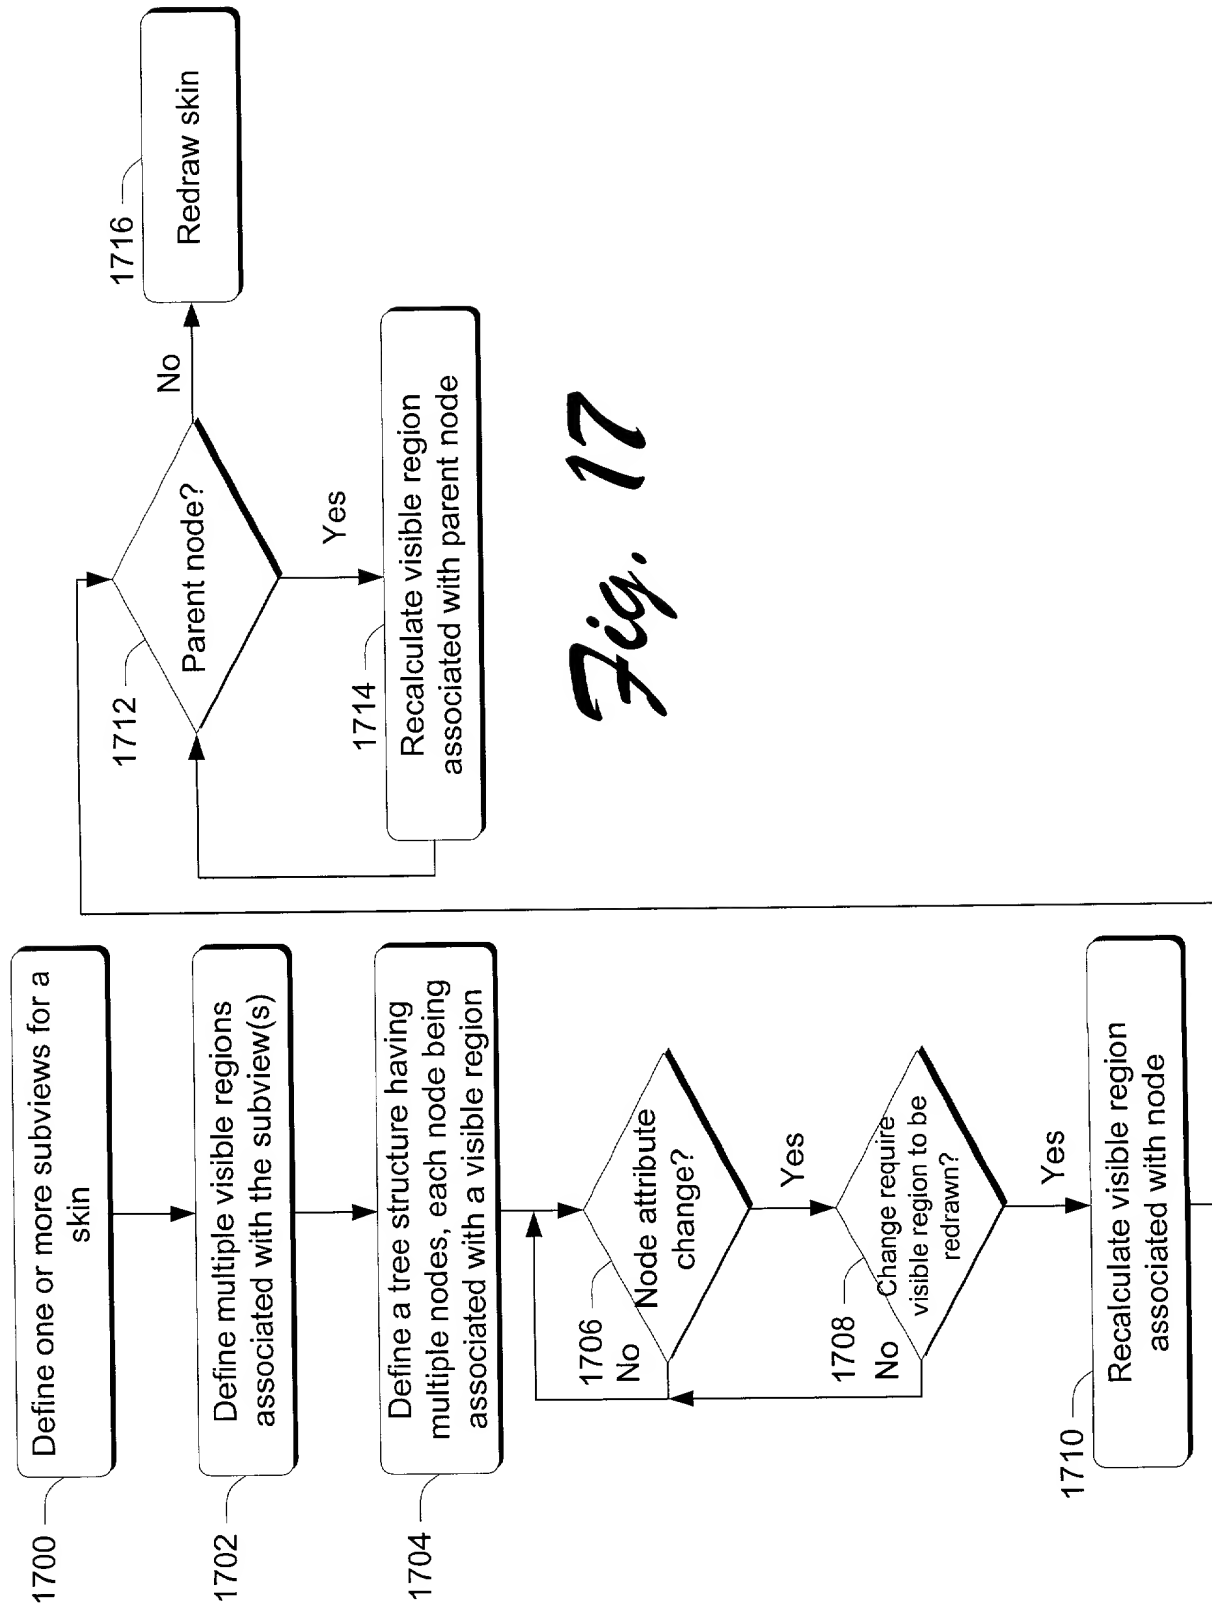 1700
Define one or more subviews for a
skin
1702
Define multiple visible regions
associated with the subview(s)
1704
Define a tree structure having
multiple nodes, each node being
associated with a visible region
1706
No
Node attribute
change?
Yes
1708
No
Change require
visible region to be
redrawn?
Yes
1710
Recalculate visible region
associated with node
1712
Parent node?
No
Yes
1714
Recalculate visible region
associated with parent node
1716
Redraw skin
Fig. 17